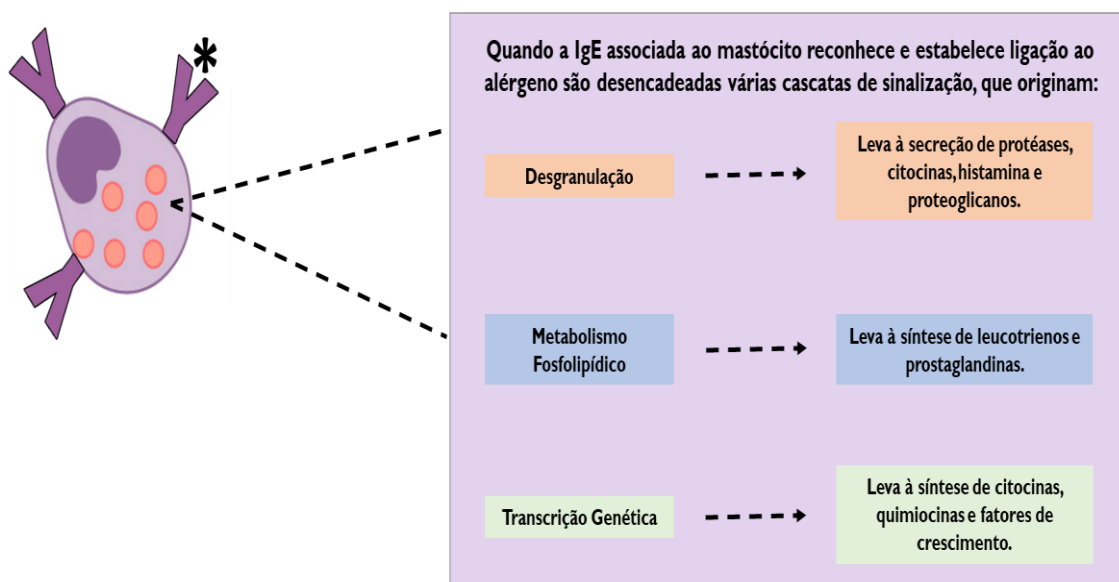 *
Quando a IgE associada ao mastócito reconhece e estabelece ligação ao
alérgeno são desencadeadas várias cascatas de sinalização, que originam:
Desgranulação
Leva à secreção de protéases,
citocinas, histamina e
proteoglicanos.
Metabolismo
Fosfolipídico
Leva à síntese de leucotrienos e
prostaglandinas.
Transcrição Genética
Leva à síntese de citocinas,
quimiocinas e fatores de
crescimento.